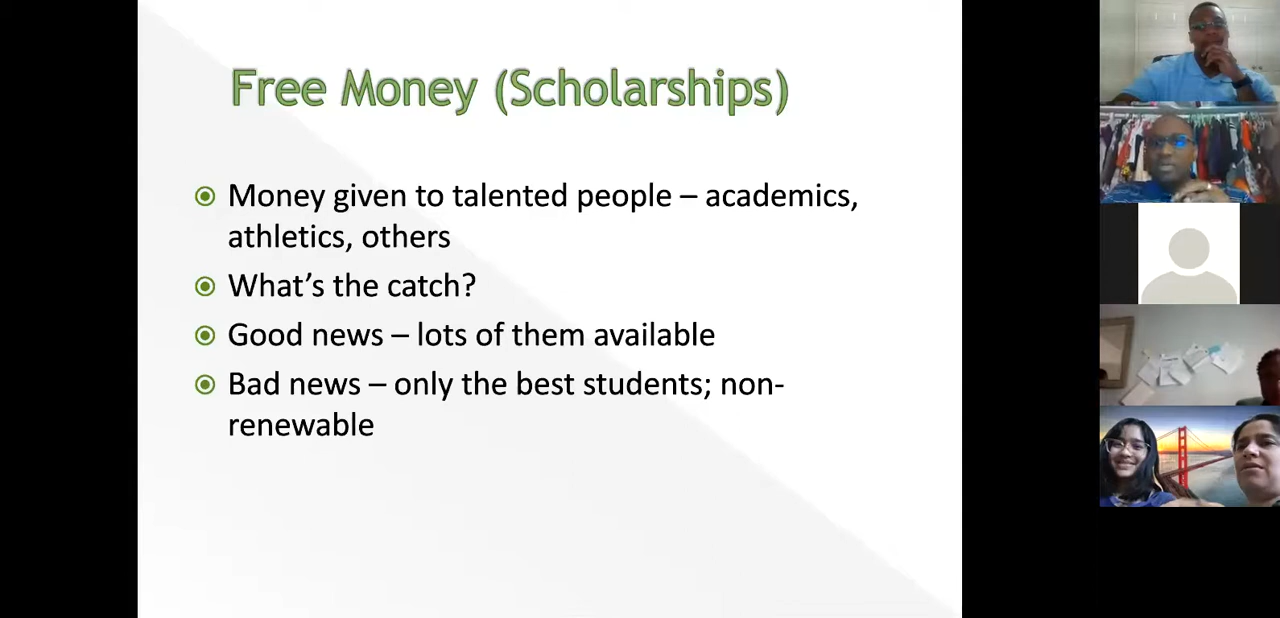 Free Money (Scholarships)
Money given to talented people – academics,
athletics, others
What’s the catch?
Good news – lots of them available
Bad news – only the best students; non-
renewable